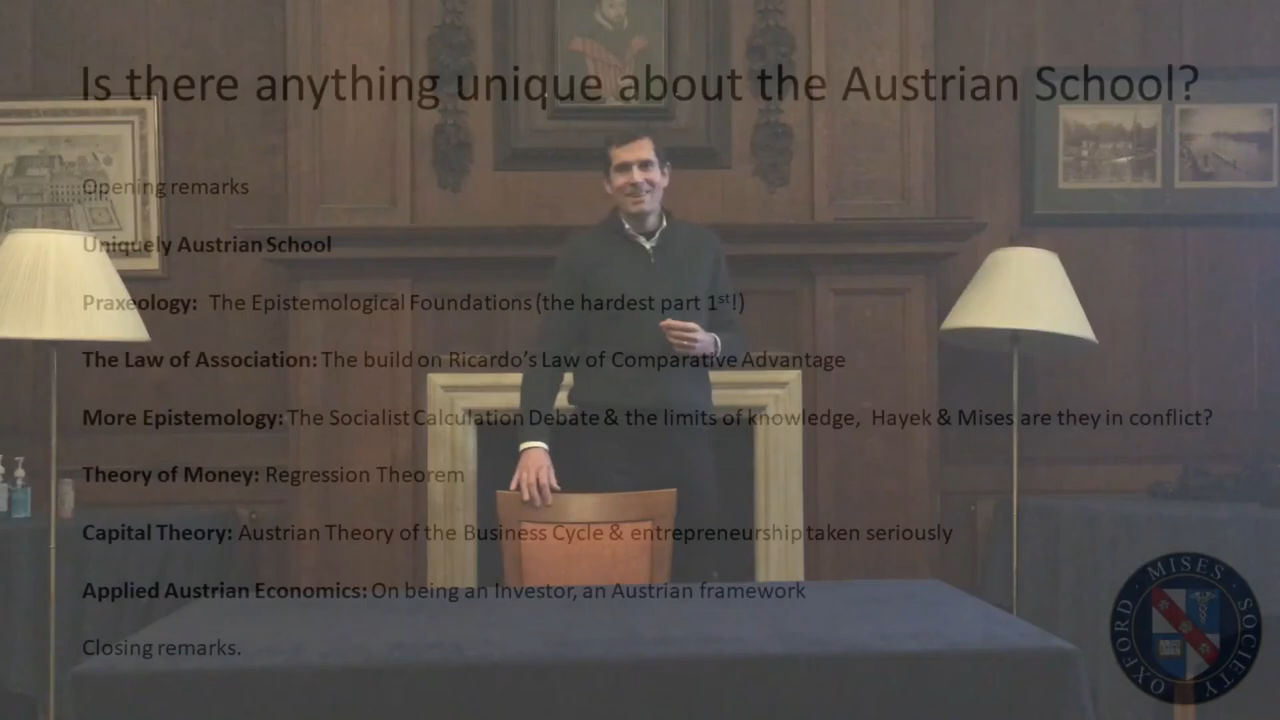 Is there anything unique about the Austrian School?
Opening remarks
Uniquely Austrian School
Praxeology: The Epistemological Foundations (the hardest part 1st!)
The Law of Association: The build on Ricardo's Law of Comparative Advantage
More Epistemology: The Socialist Calculation Debate & the limits of knowledge, Hayek & Mises are they in conflict?
Theory of Money: Regression Theorem
Capital Theory: Austrian Theory of the Business Cycle & entrepreneurship taken seriously
Applied Austrian Economics: On being an Investor, an Austrian framework
Closing remarks.
OXFORD · MISES · SOCIETY